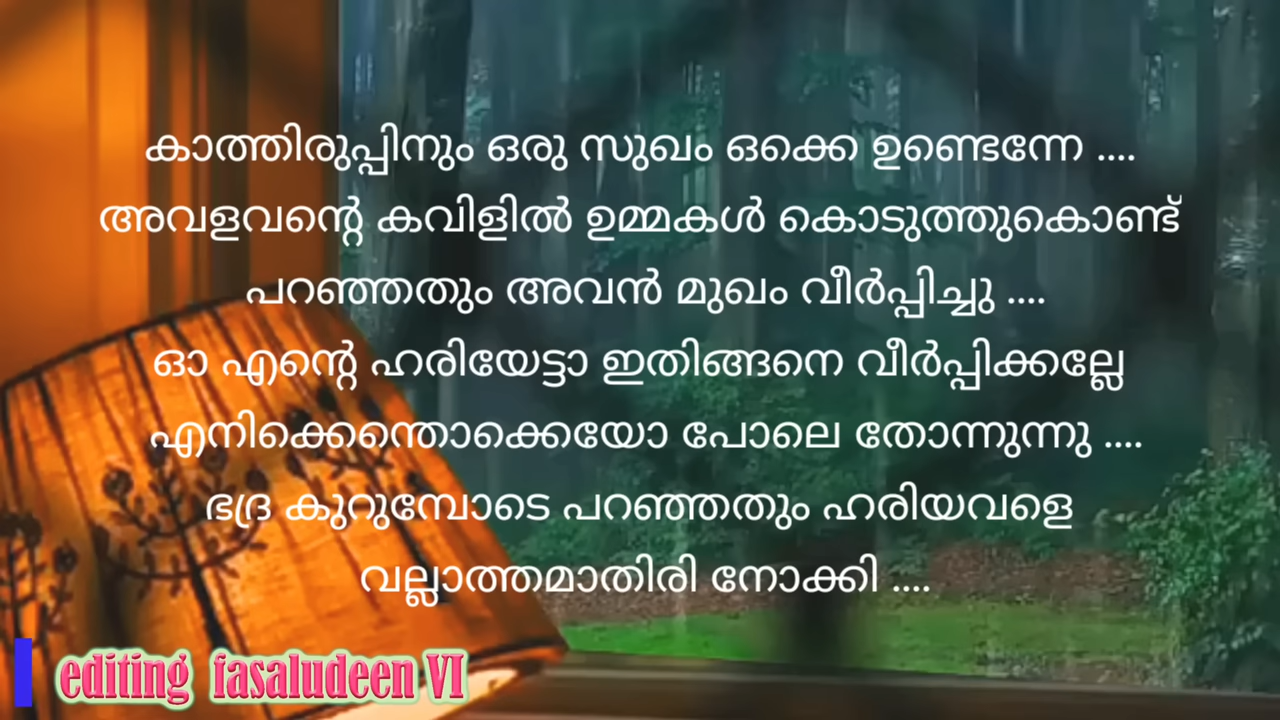 കാത്തിരുപ്പിനും ഒരു സുഖം ഒക്കെ ഉണ്ടെന്നേ ....
അവളവന്റെ കവിളിൽ ഉമ്മകൾ കൊടുത്തുകൊണ്ട്
പറഞ്ഞതും അവൻ മുഖം വീർപ്പിച്ചു ....
ഓ എന്റെ ഹരിയേട്ടാ ഇതിങ്ങനെ വീർപ്പിക്കല്ലേ
എനിക്കെന്തൊക്കെയോ പോലെ തോന്നുന്നു ....
ഭദ്ര കുറുമ്പോടെ പറഞ്ഞതും ഹരിയവളെ
വല്ലാത്തമാതിരി നോക്കി ....
editing fasaludeen VI